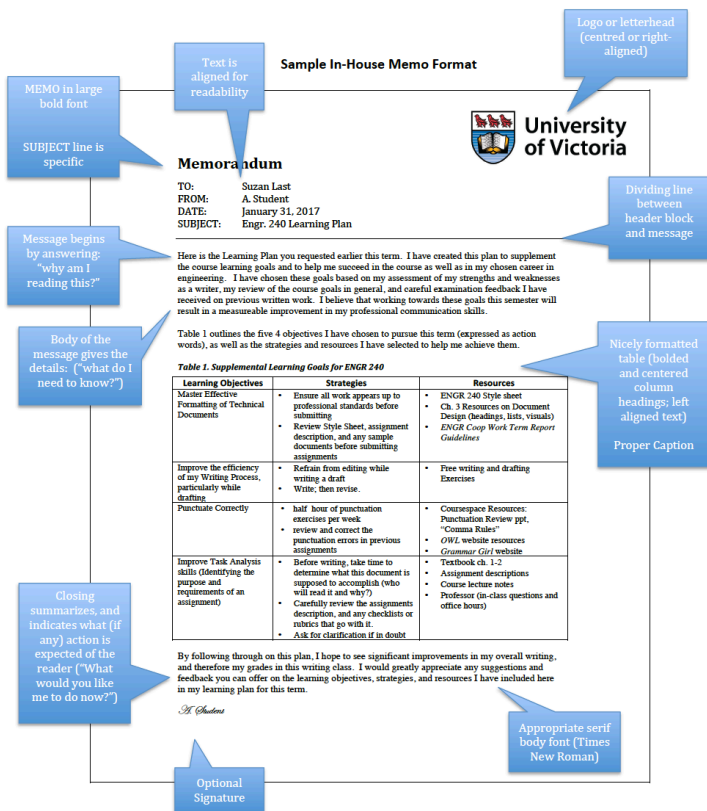 Sample In-House Memo Format
Logo or letterhead
(centred or right-
aligned)
Text is
aligned for
readability
MEMO in large
bold font
SUBJECT line is
specific
University
of Victoria
Memorandum
TO: Suzan Last
FROM: A. Student
DATE: January 31, 2017
SUBJECT: Engr. 240 Learning Plan
Dividing line
between
header block
and message
Message begins
by answering:
"why am I
reading this?"
Here is the Learning Plan you requested earlier this term. I have created this plan to supplement
the course learning goals and to help me succeed in the course as well as in my chosen career in
engineering. I have chosen these goals based on my assessment of my strengths and weaknesses
as a writer, my review of the course goals in general, and careful examination feedback I have
received on previous written work. I believe that working towards these goals this semester will
result in a measureable improvement in my professional communication skills.
Body of the
message gives the
details: ("what do I
need to know?")
Table 1 outlines the five 4 objectives I have chosen to pursue this term (expressed as action
words), as well as the strategies and resources I have selected to help me achieve them.
Nicely formatted
table (bolded
and centered
column
headings; left
aligned text)
Proper Caption
Table 1. Supplemental Learning Goals for ENGR 240
Learning Objectives Strategies Resources
Master Effective
Formatting of Technical
Documents
• Ensure all work appears up to
professional standards before
submitting
• Review Style Sheet, assignment
description, and any sample
documents before submitting
assignments
• ENGR 240 Style sheet
• Ch. 3 Resources on Document
Design (headings, lists, visuals)
• ENGR Coop Work Term Report
Guidelines
Improve the efficiency
of my Writing Process,
particularly while
drafting
• Refrain from editing while
writing a draft
• Write; then revise.
• Free writing and drafting
Exercises
Punctuate Correctly
• half hour of punctuation
exercises per week
• review and correct the
punctuation errors in previous
assignments
• Coursespace Resources:
Punctuation Review ppt,
"Comma Rules"
• OWL website resources
• Grammar Girl website
Improve Task Analysis
skills (Identifying the
purpose and
requirements of an
assignment)
• Before writing, take time to
determine what this document is
supposed to accomplish (who
will read it and why?)
• Carefully review the assignments
description, and any checklists or
rubrics that go with it.
• Ask for clarification if in doubt
• Textbook ch. 1-2
• Assignment descriptions
• Course lecture notes
• Professor (in-class questions and
office hours)
Closing
summarizes, and
indicates what (if
any) action is
expected of the
reader ("What
would you like
me to do now?")
By following through on this plan, I hope to see significant improvements in my overall writing,
and therefore my grades in this writing class. I would greatly appreciate any suggestions and
feedback you can offer on the learning objectives, strategies, and resources I have included here
in my learning plan for this term.
A. Student
Appropriate serif
body font (Times
New Roman)
Optional
Signature